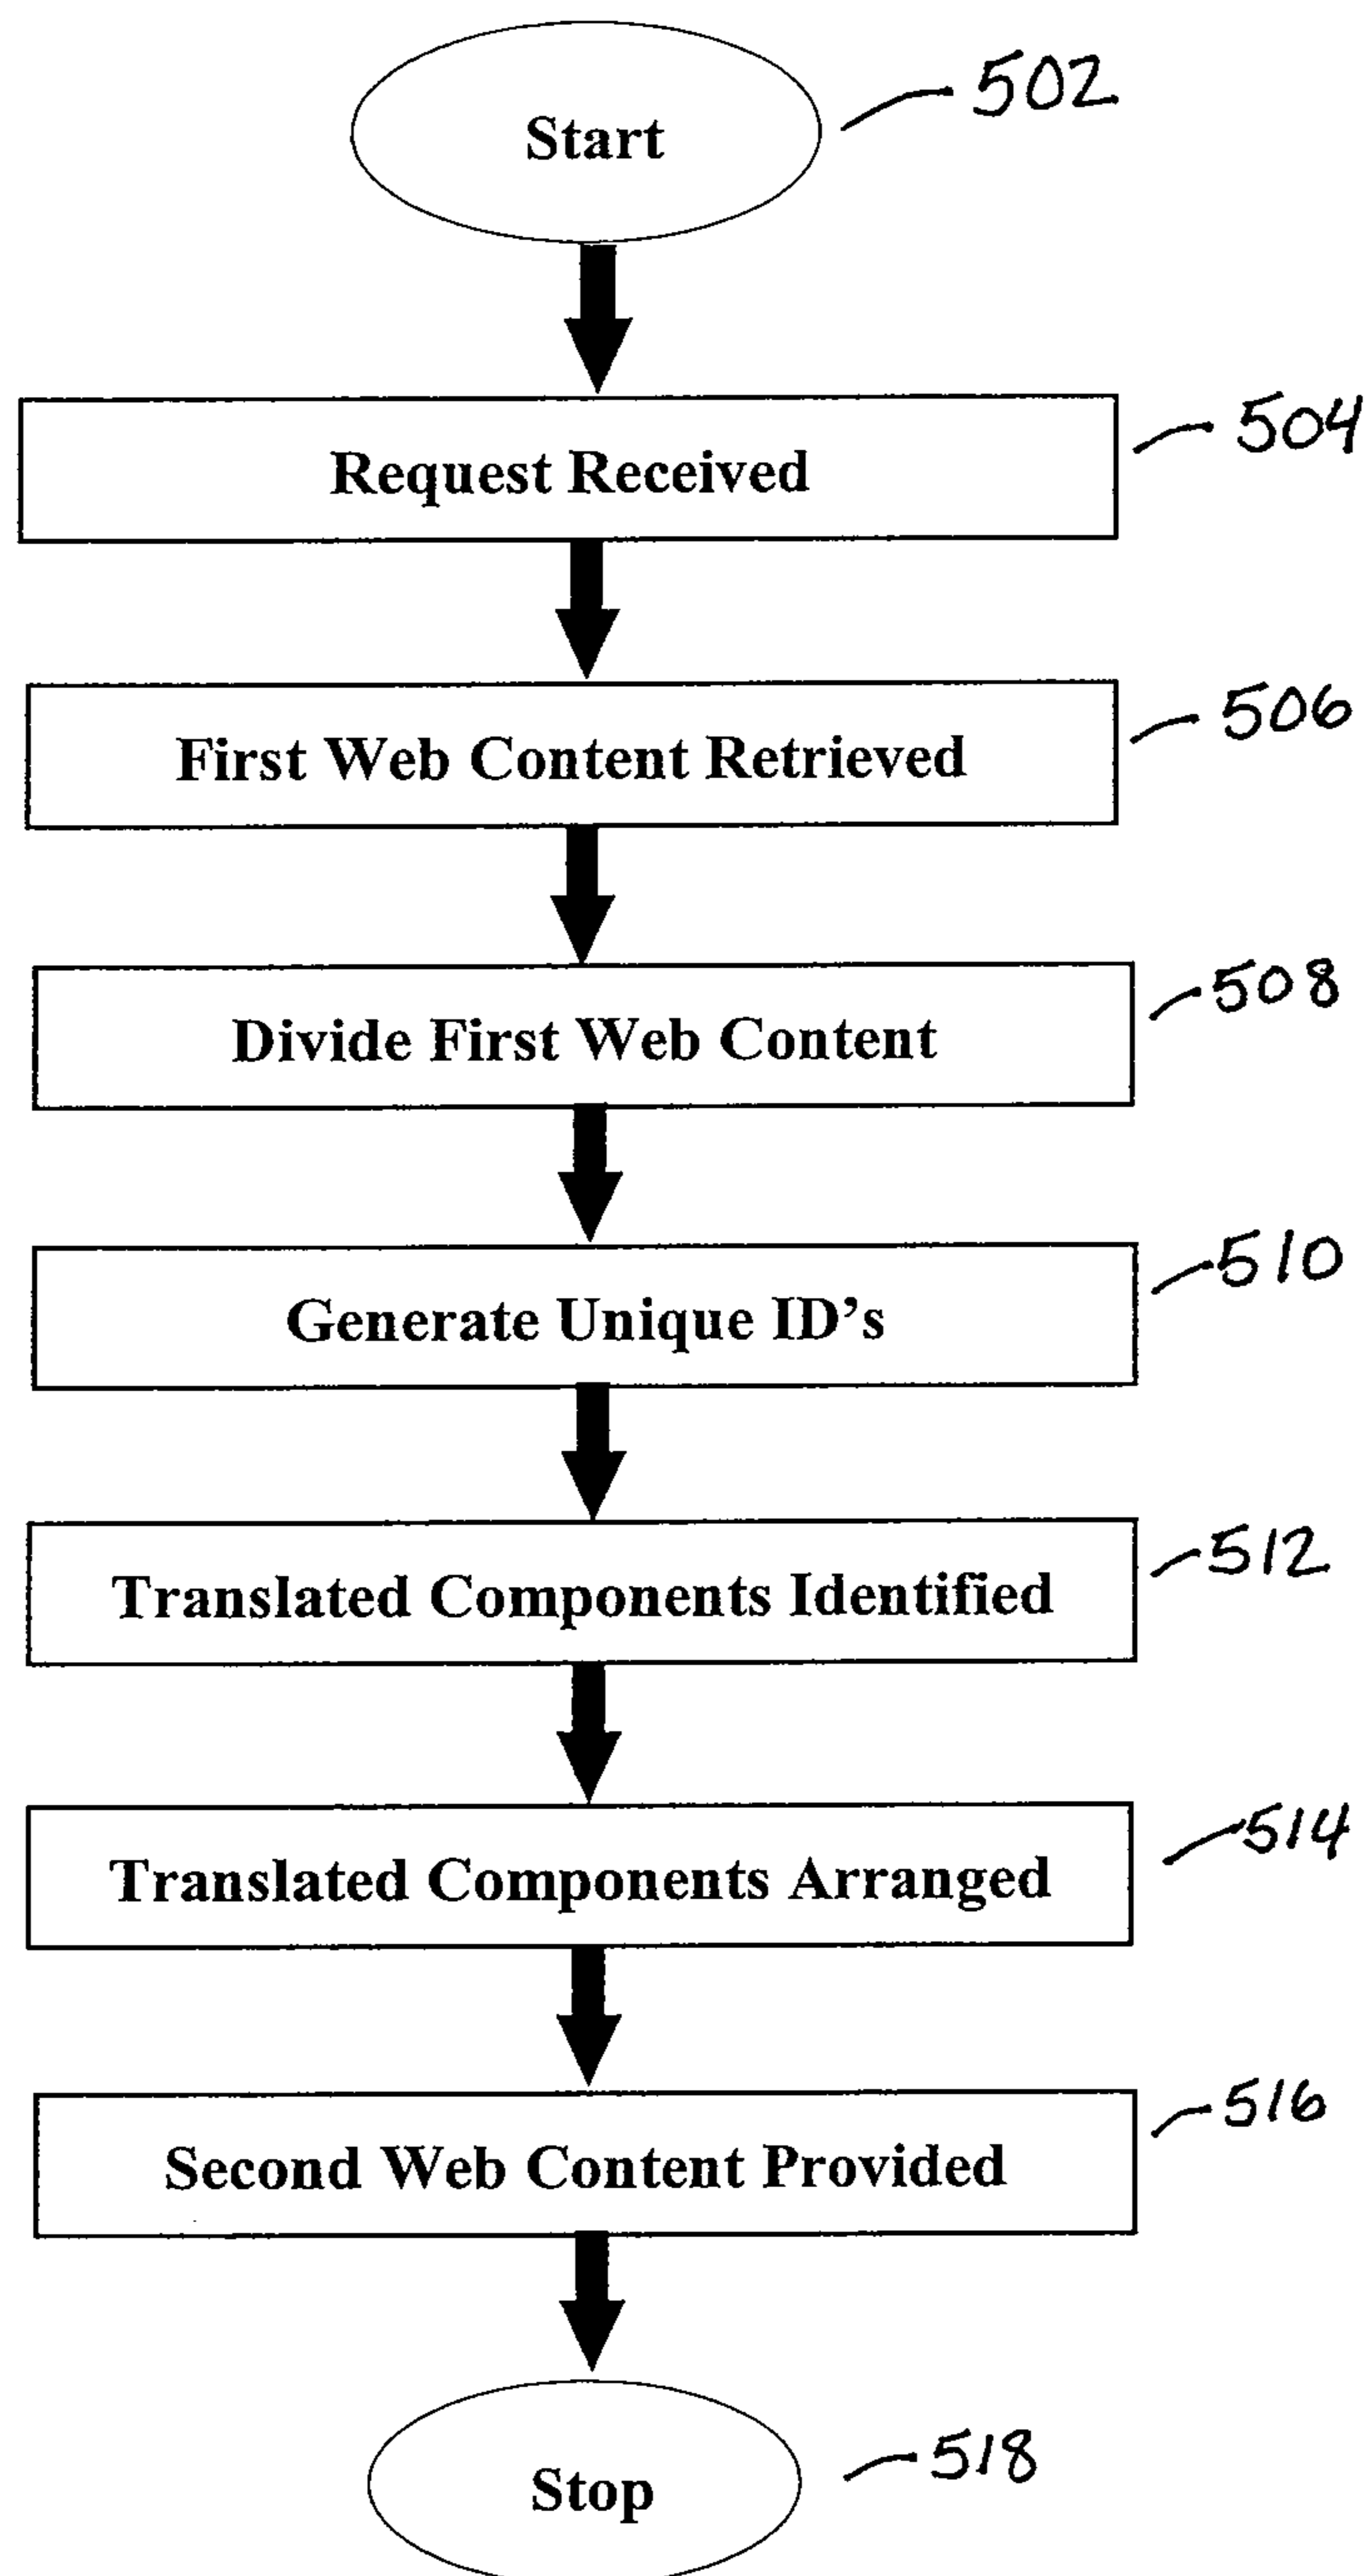 Start
502
Request Received
504
First Web Content Retrieved
506
Divide First Web Content
508
Generate Unique ID’s
510
Translated Components Identified
512
Translated Components Arranged
514
Second Web Content Provided
516
Stop
518